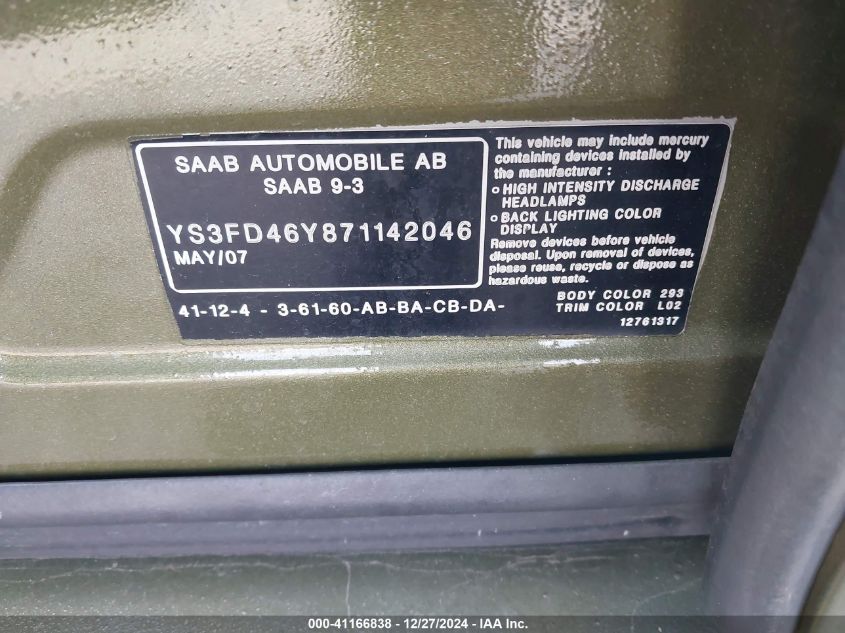 SAAB AUTOMOBILE AB
SAAB 9-3
YS3FD46Y871142046
MAY/07
41-12-4 - 3-61-60-AB-BA-CB-DA-
This vehicle may include mercury
containing devices installed by
the manufacturer :
o HIGH INTENSITY DISCHARGE
HEADLAMPS
o BACK LIGHTING COLOR
DISPLAY
Remove devices before vehicle
disposal. Upon removal of devices,
please reuse, recycle or dispose as
hazardous waste.
BODY COLOR 293
TRIM COLOR L02
12761317
000-41166838 - 12/27/2024 - IAA Inc.